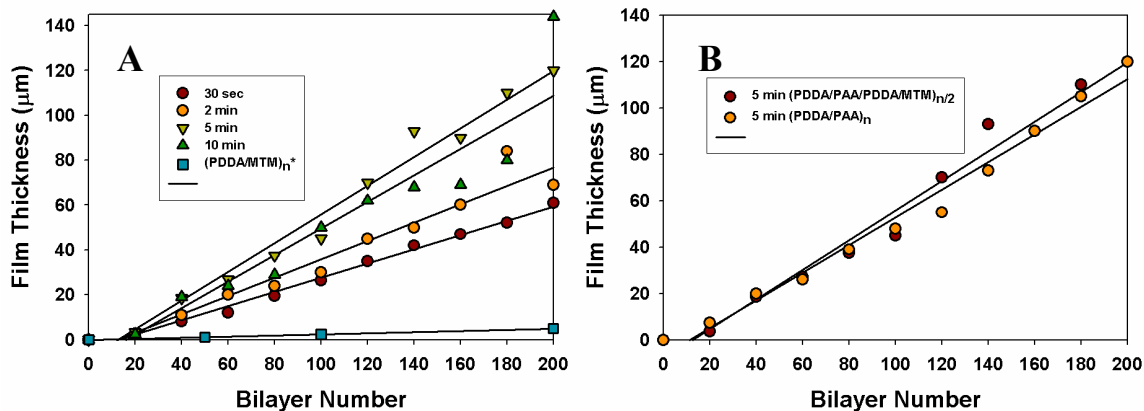 A
Film Thickness (μm)
140
120
100
80
60
40
20
0
30 sec
2 min
5 min
10 min
(PDDA/MTM)n*
0 20 40 60 80 100 120 140 160 180 200
Bilayer Number
B
Film Thickness (μm)
140
120
100
80
60
40
20
0
5 min (PDDA/PAA/PDDA/MTM)n/2
5 min (PDDA/PAA)n
0 20 40 60 80 100 120 140 160 180 200
Bilayer Number